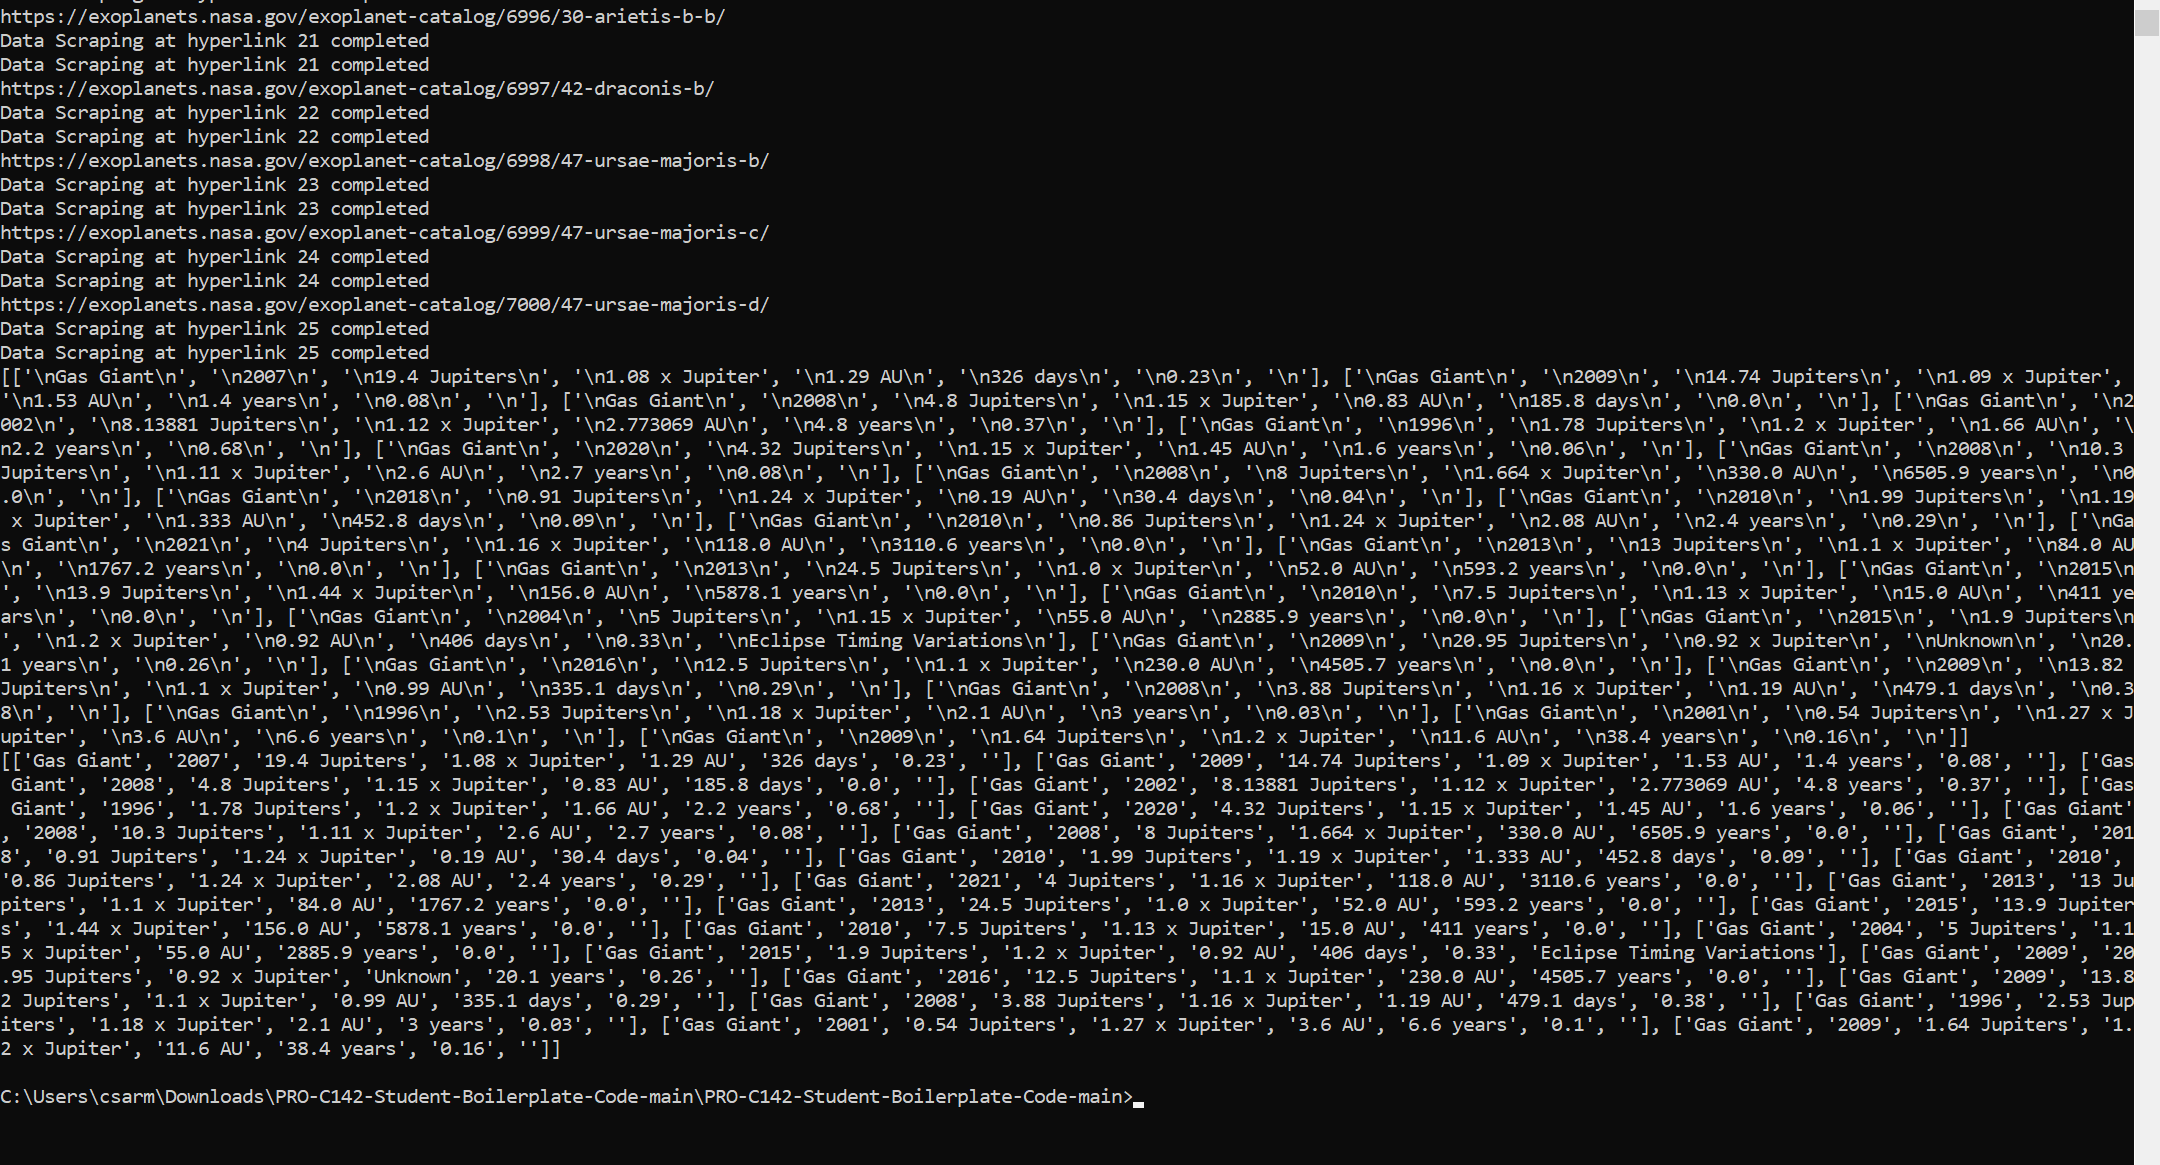 https://exoplanets.nasa.gov/exoplanet-catalog/6996/30-arietis-b-b/
Data Scraping at hyperlink 21 completed
Data Scraping at hyperlink 21 completed
https://exoplanets.nasa.gov/exoplanet-catalog/6997/42-draconis-b/
Data Scraping at hyperlink 22 completed
Data Scraping at hyperlink 22 completed
https://exoplanets.nasa.gov/exoplanet-catalog/6998/47-ursae-majoris-b/
Data Scraping at hyperlink 23 completed
Data Scraping at hyperlink 23 completed
https://exoplanets.nasa.gov/exoplanet-catalog/6999/47-ursae-majoris-c/
Data Scraping at hyperlink 24 completed
Data Scraping at hyperlink 24 completed
https://exoplanets.nasa.gov/exoplanet-catalog/7000/47-ursae-majoris-d/
Data Scraping at hyperlink 25 completed
Data Scraping at hyperlink 25 completed
[['\nGas Giant\n', '\n2007\n', '\n19.4 Jupiters\n', '\n1.08 x Jupiter', '\n1.29 AU\n', '\n326 days\n', '\n0.23\n', '\n'], ['\nGas Giant\n', '\n2009\n', '\n14.74 Jupiters\n', '\n1.09 x Jupiter',
'\n1.53 AU\n', '\n1.4 years\n', '\n0.08\n', '\n'], ['\nGas Giant\n', '\n2008\n', '\n4.8 Jupiters\n', '\n1.15 x Jupiter', '\n0.83 AU\n', '\n185.8 days\n', '\n0.0\n', '\n'], ['\nGas Giant\n', '\n2
002\n', '\n8.13881 Jupiters\n', '\n1.12 x Jupiter', '\n2.773069 AU\n', '\n4.8 years\n', '\n0.37\n', '\n'], ['\nGas Giant\n', '\n1996\n', '\n1.78 Jupiters\n', '\n1.2 x Jupiter', '\n1.66 AU\n', '\
n2.2 years\n', '\n0.68\n', '\n'], ['\nGas Giant\n', '\n2020\n', '\n4.32 Jupiters\n', '\n1.15 x Jupiter', '\n1.45 AU\n', '\n1.6 years\n', '\n0.06\n', '\n'], ['\nGas Giant\n', '\n2008\n', '\n10.3
Jupiters\n', '\n1.11 x Jupiter', '\n2.6 AU\n', '\n2.7 years\n', '\n0.08\n', '\n'], ['\nGas Giant\n', '\n2008\n', '\n8 Jupiters\n', '\n1.664 x Jupiter', '\n330.0 AU\n', '\n6505.9 years\n', '\n0
.0\n', '\n'], ['\nGas Giant\n', '\n2018\n', '\n0.91 Jupiters\n', '\n1.24 x Jupiter', '\n0.19 AU\n', '\n30.4 days\n', '\n0.04\n', '\n'], ['\nGas Giant\n', '\n2010\n', '\n1.99 Jupiters\n', '\n1.19
 x Jupiter', '\n1.333 AU\n', '\n452.8 days\n', '\n0.09\n', '\n'], ['\nGas Giant\n', '\n2010\n', '\n0.86 Jupiters\n', '\n1.24 x Jupiter', '\n2.08 AU\n', '\n2.4 years\n', '\n0.29\n', '\n'], ['\nGa
s Giant\n', '\n2021\n', '\n4 Jupiters\n', '\n1.16 x Jupiter', '\n118.0 AU\n', '\n3110.6 years\n', '\n0.0\n', '\n'], ['\nGas Giant\n', '\n2013\n', '\n13 Jupiters\n', '\n1.1 x Jupiter', '\n84.0 AU
\n', '\n1767.2 years\n', '\n0.0\n', '\n'], ['\nGas Giant\n', '\n2013\n', '\n24.5 Jupiters\n', '\n1.0 x Jupiter\n', '\n52.0 AU\n', '\n593.2 years\n', '\n0.0\n', '\n'], ['\nGas Giant\n', '\n2015\n
', '\n13.9 Jupiters\n', '\n1.44 x Jupiter\n', '\n156.0 AU\n', '\n5878.1 years\n', '\n0.0\n', '\n'], ['\nGas Giant\n', '\n2010\n', '\n7.5 Jupiters\n', '\n1.13 x Jupiter', '\n15.0 AU\n', '\n411 ye
ars\n', '\n0.0\n', '\n'], ['\nGas Giant\n', '\n2004\n', '\n5 Jupiters\n', '\n1.15 x Jupiter', '\n55.0 AU\n', '\n2885.9 years\n', '\n0.0\n', '\n'], ['\nGas Giant\n', '\n2015\n', '\n1.9 Jupiters\n
', '\n1.2 x Jupiter', '\n0.92 AU\n', '\n406 days\n', '\n0.33\n', '\nEclipse Timing Variations\n'], ['\nGas Giant\n', '\n2009\n', '\n20.95 Jupiters\n', '\n0.92 x Jupiter\n', '\nUnknown\n', '\n20.
1 years\n', '\n0.26\n', '\n'], ['\nGas Giant\n', '\n2016\n', '\n12.5 Jupiters\n', '\n1.1 x Jupiter', '\n230.0 AU\n', '\n4505.7 years\n', '\n0.0\n', '\n'], ['\nGas Giant\n', '\n2009\n', '\n13.82
Jupiters\n', '\n1.1 x Jupiter', '\n0.99 AU\n', '\n335.1 days\n', '\n0.29\n', '\n'], ['\nGas Giant\n', '\n2008\n', '\n3.88 Jupiters\n', '\n1.16 x Jupiter', '\n1.19 AU\n', '\n479.1 days\n', '\n0.3
8\n', '\n'], ['\nGas Giant\n', '\n1996\n', '\n2.53 Jupiters\n', '\n1.18 x Jupiter', '\n2.1 AU\n', '\n3 years\n', '\n0.03\n', '\n'], ['\nGas Giant\n', '\n2001\n', '\n0.54 Jupiters\n', '\n1.27 x J
upiter', '\n3.6 AU\n', '\n6.6 years\n', '\n0.1\n', '\n'], ['\nGas Giant\n', '\n2009\n', '\n1.64 Jupiters\n', '\n1.2 x Jupiter', '\n11.6 AU\n', '\n38.4 years\n', '\n0.16\n', '\n']]
[['Gas Giant', '2007', '19.4 Jupiters', '1.08 x Jupiter', '1.29 AU', '326 days', '0.23', ''], ['Gas Giant', '2009', '14.74 Jupiters', '1.09 x Jupiter', '1.53 AU', '1.4 years', '0.08', ''], ['Gas
 Giant', '2008', '4.8 Jupiters', '1.15 x Jupiter', '0.83 AU', '185.8 days', '0.0', ''], ['Gas Giant', '2002', '8.13881 Jupiters', '1.12 x Jupiter', '2.773069 AU', '4.8 years', '0.37', ''], ['Gas
 Giant', '1996', '1.78 Jupiters', '1.2 x Jupiter', '1.66 AU', '2.2 years', '0.68', ''], ['Gas Giant', '2020', '4.32 Jupiters', '1.15 x Jupiter', '1.45 AU', '1.6 years', '0.06', ''], ['Gas Giant'
, '2008', '10.3 Jupiters', '1.11 x Jupiter', '2.6 AU', '2.7 years', '0.08', ''], ['Gas Giant', '2008', '8 Jupiters', '1.664 x Jupiter', '330.0 AU', '6505.9 years', '0.0', ''], ['Gas Giant', '201
8', '0.91 Jupiters', '1.24 x Jupiter', '0.19 AU', '30.4 days', '0.04', ''], ['Gas Giant', '2010', '1.99 Jupiters', '1.19 x Jupiter', '1.333 AU', '452.8 days', '0.09', ''], ['Gas Giant', '2010',
'0.86 Jupiters', '1.24 x Jupiter', '2.08 AU', '2.4 years', '0.29', ''], ['Gas Giant', '2021', '4 Jupiters', '1.16 x Jupiter', '118.0 AU', '3110.6 years', '0.0', ''], ['Gas Giant', '2013', '13 Ju
piters', '1.1 x Jupiter', '84.0 AU', '1767.2 years', '0.0', ''], ['Gas Giant', '2013', '24.5 Jupiters', '1.0 x Jupiter', '52.0 AU', '593.2 years', '0.0', ''], ['Gas Giant', '2015', '13.9 Jupiter
s', '1.44 x Jupiter', '156.0 AU', '5878.1 years', '0.0', ''], ['Gas Giant', '2010', '7.5 Jupiters', '1.13 x Jupiter', '15.0 AU', '411 years', '0.0', ''], ['Gas Giant', '2004', '5 Jupiters', '1.1
5 x Jupiter', '55.0 AU', '2885.9 years', '0.0', ''], ['Gas Giant', '2015', '1.9 Jupiters', '1.2 x Jupiter', '0.92 AU', '406 days', '0.33', 'Eclipse Timing Variations'], ['Gas Giant', '2009', '20
.95 Jupiters', '0.92 x Jupiter', 'Unknown', '20.1 years', '0.26', ''], ['Gas Giant', '2016', '12.5 Jupiters', '1.1 x Jupiter', '230.0 AU', '4505.7 years', '0.0', ''], ['Gas Giant', '2009', '13.8
2 Jupiters', '1.1 x Jupiter', '0.99 AU', '335.1 days', '0.29', ''], ['Gas Giant', '2008', '3.88 Jupiters', '1.16 x Jupiter', '1.19 AU', '479.1 days', '0.38', ''], ['Gas Giant', '1996', '2.53 Jup
iters', '1.18 x Jupiter', '2.1 AU', '3 years', '0.03', ''], ['Gas Giant', '2001', '0.54 Jupiters', '1.27 x Jupiter', '3.6 AU', '6.6 years', '0.1', ''], ['Gas Giant', '2009', '1.64 Jupiters', '1.
2 x Jupiter', '11.6 AU', '38.4 years', '0.16', '']]
C:\Users\csarm\Downloads\PRO-C142-Student-Boilerplate-Code-main\PRO-C142-Student-Boilerplate-Code-main>